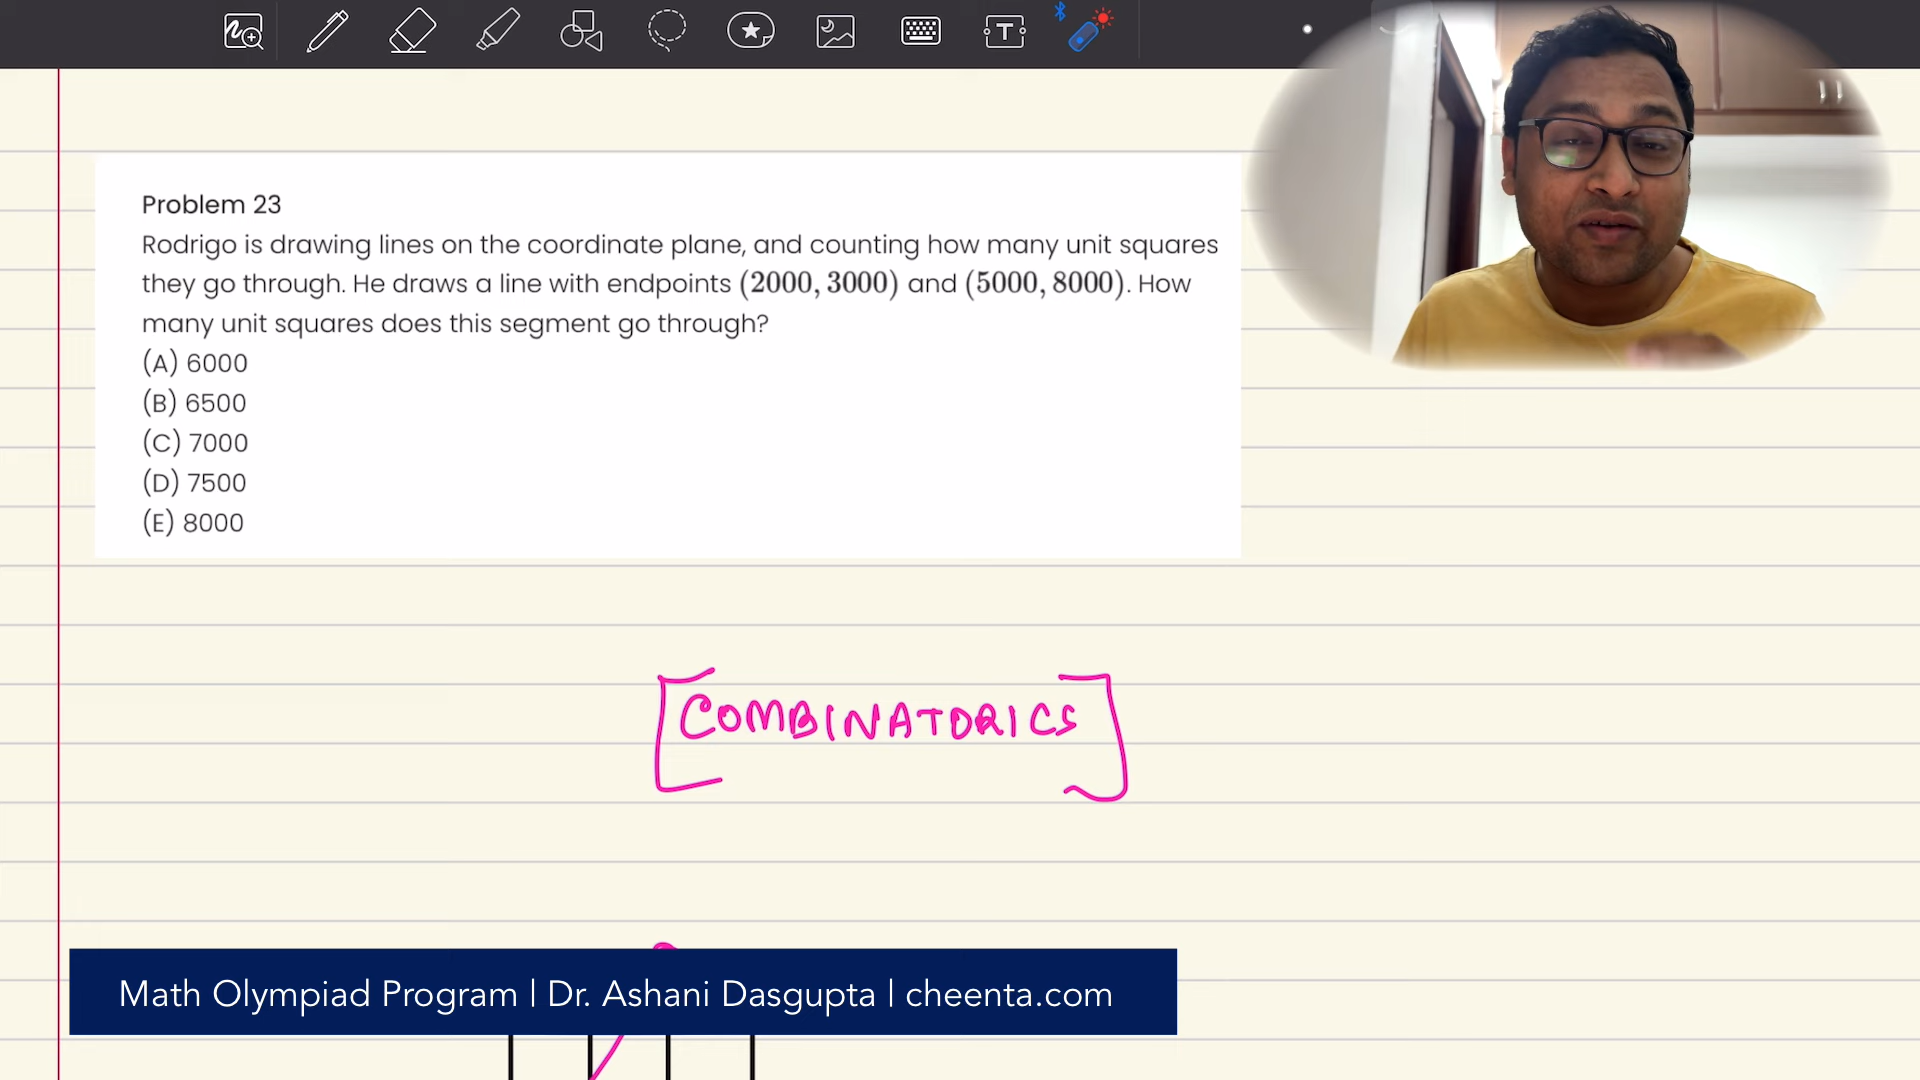 Problem 23
Rodrigo is drawing lines on the coordinate plane, and counting how many unit squares
they go through. He draws a line with endpoints (2000, 3000) and (5000, 8000). How
many unit squares does this segment go through?
(A) 6000
(B) 6500
(C) 7000
(D) 7500
(E) 8000
[COMBINATORICS]
Math Olympiad Program | Dr. Ashani Dasgupta | cheenta.com